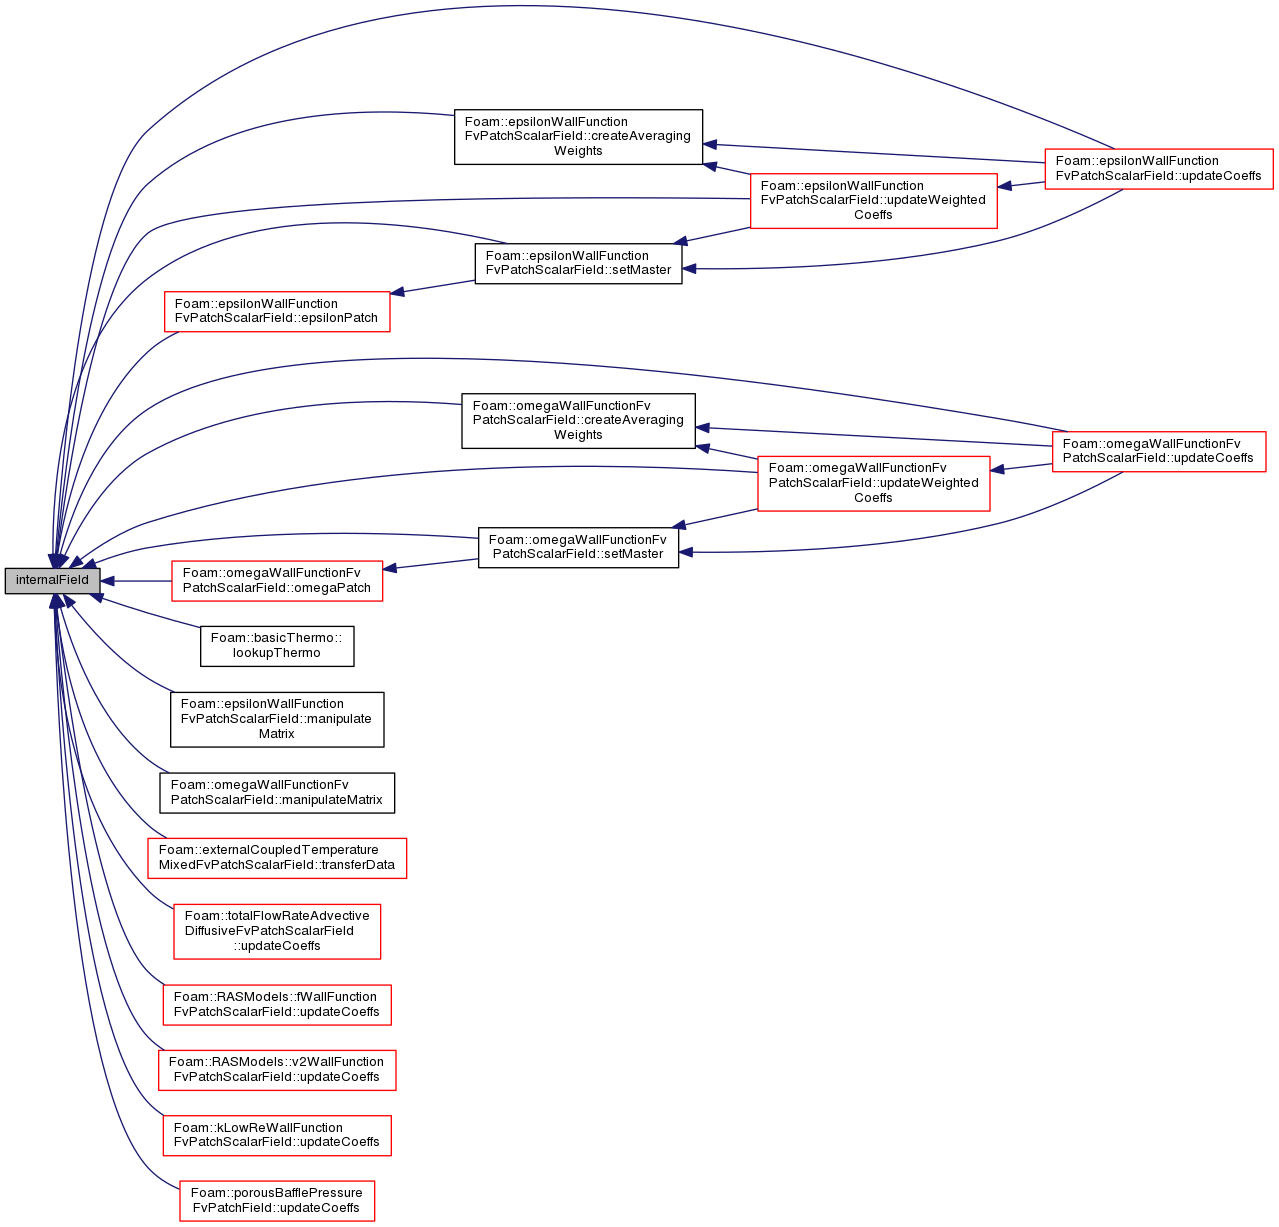 Foam::epsilonWallFunction
FvPatchScalarField::createAveraging
Weights
Foam::epsilonWallFunction
FvPatchScalarField::updateCoeffs
Foam::epsilonWallFunction
FvPatchScalarField::updateWeighted
Coeffs
Foam::epsilonWallFunction
FvPatchScalarField::setMaster
Foam::epsilonWallFunction
FvPatchScalarField::epsilonPatch
Foam::omegaWallFunctionFv
PatchScalarField::createAveraging
Weights
Foam::omegaWallFunctionFv
PatchScalarField::updateCoeffs
Foam::omegaWallFunctionFv
PatchScalarField::updateWeighted
Coeffs
Foam::omegaWallFunctionFv
PatchScalarField::setMaster
internalField
Foam::omegaWallFunctionFv
PatchScalarField::omegaPatch
Foam::basicThermo::
lookupThermo
Foam::epsilonWallFunction
FvPatchScalarField::manipulate
Matrix
Foam::omegaWallFunctionFv
PatchScalarField::manipulateMatrix
Foam::externalCoupledTemperature
MixedFvPatchScalarField::transferData
Foam::totalFlowRateAdvective
DiffusiveFvPatchScalarField
::updateCoeffs
Foam::RASModels::fWallFunction
FvPatchScalarField::updateCoeffs
Foam::RASModels::v2WallFunction
FvPatchScalarField::updateCoeffs
Foam::kLowReWallFunction
FvPatchScalarField::updateCoeffs
Foam::porousBafflePressure
FvPatchField::updateCoeffs